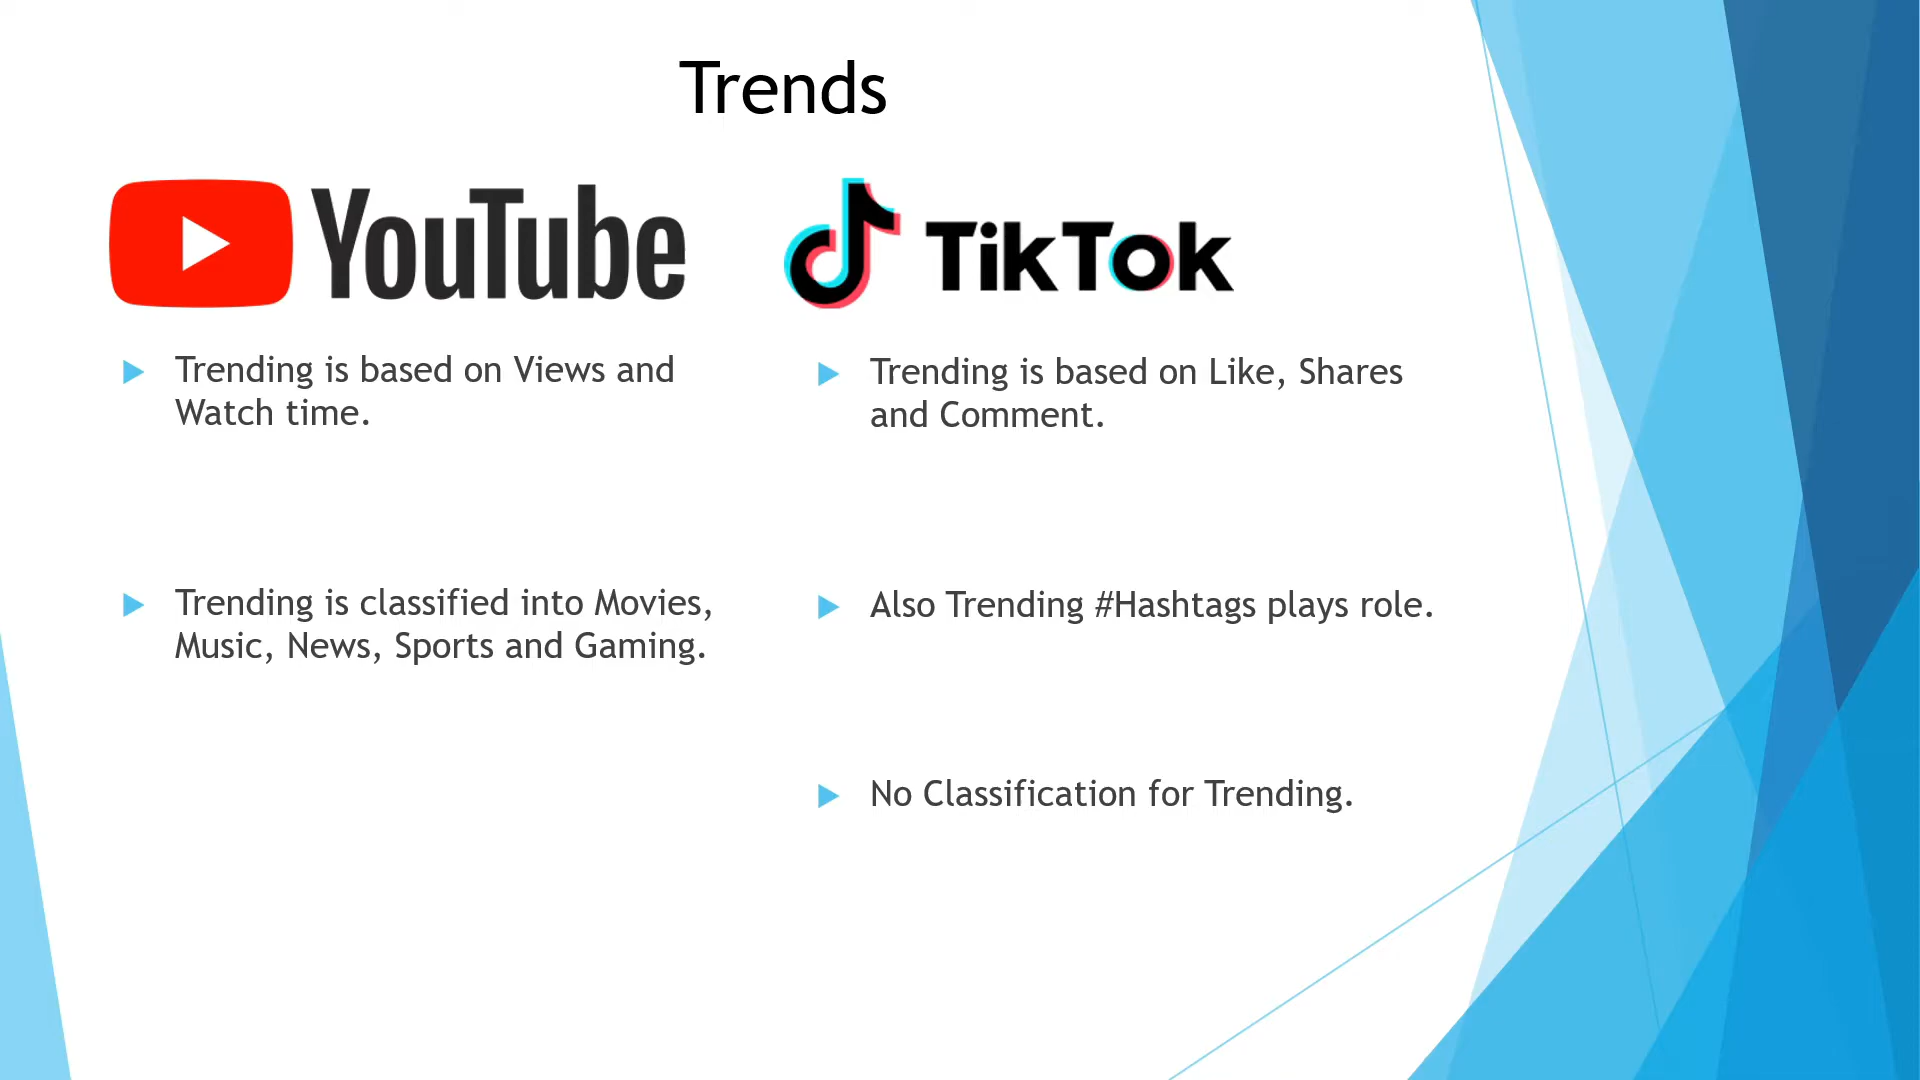 Trends
YouTube
TikTok
Trending is based on Views and
Watch time.
Trending is classified into Movies,
Music, News, Sports and Gaming.
Trending is based on Like, Shares
and Comment.
Also Trending #Hashtags plays role.
No Classification for Trending.